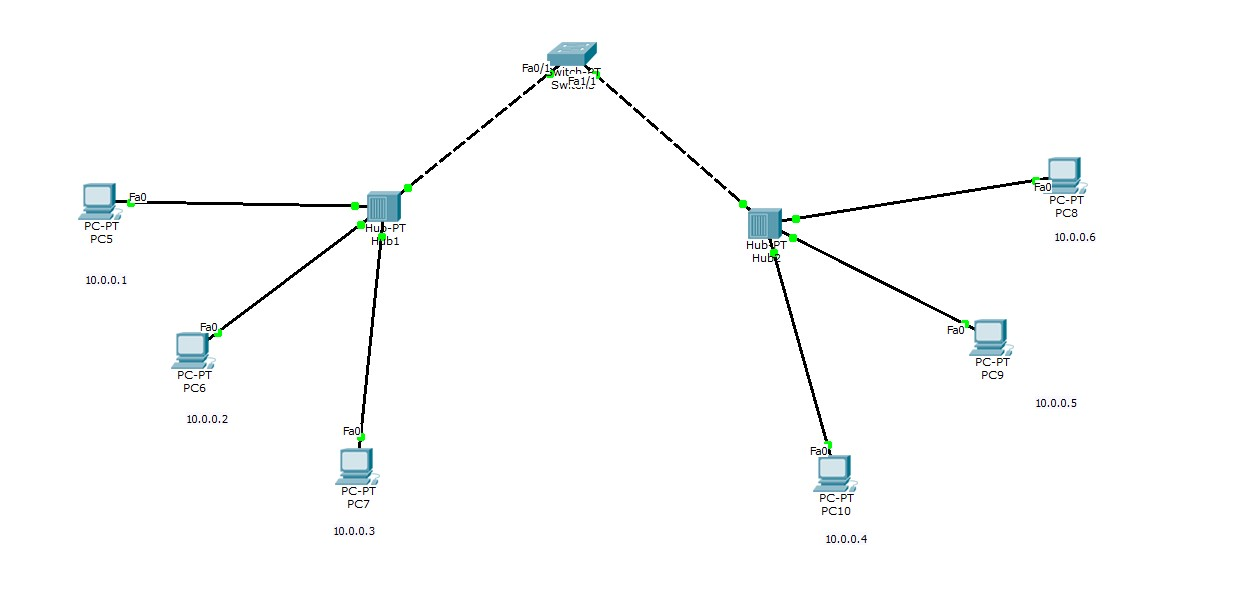 Fa0/1
Switch-PT
Fa1/1
Fa0
PC-PT
PC5
10.0.0.1
Hub-PT
Hub1
Fa0
PC-PT
PC6
10.0.0.2
Fa0
PC-PT
PC7
10.0.0.3
Hub-PT
Hub2
Fa0
PC-PT
PC8
10.0.0.6
Fa0
PC-PT
PC9
10.0.0.5
Fa0
PC-PT
PC10
10.0.0.4